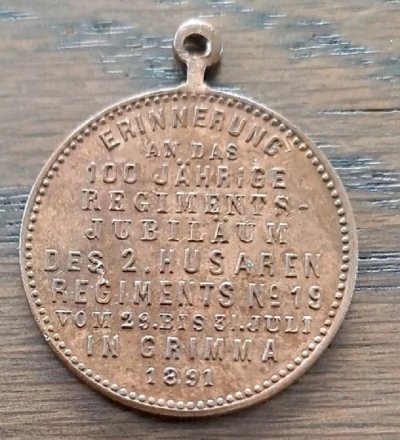 ERINNERUNG
AN DAS
100 JÄHRIGE
REGIMENTS-
JUBILÄUM
DES 2. HUSAREN
REGIMENTS No 19
VOM 29. BIS 31. JULI
IN GRIMMA
1891